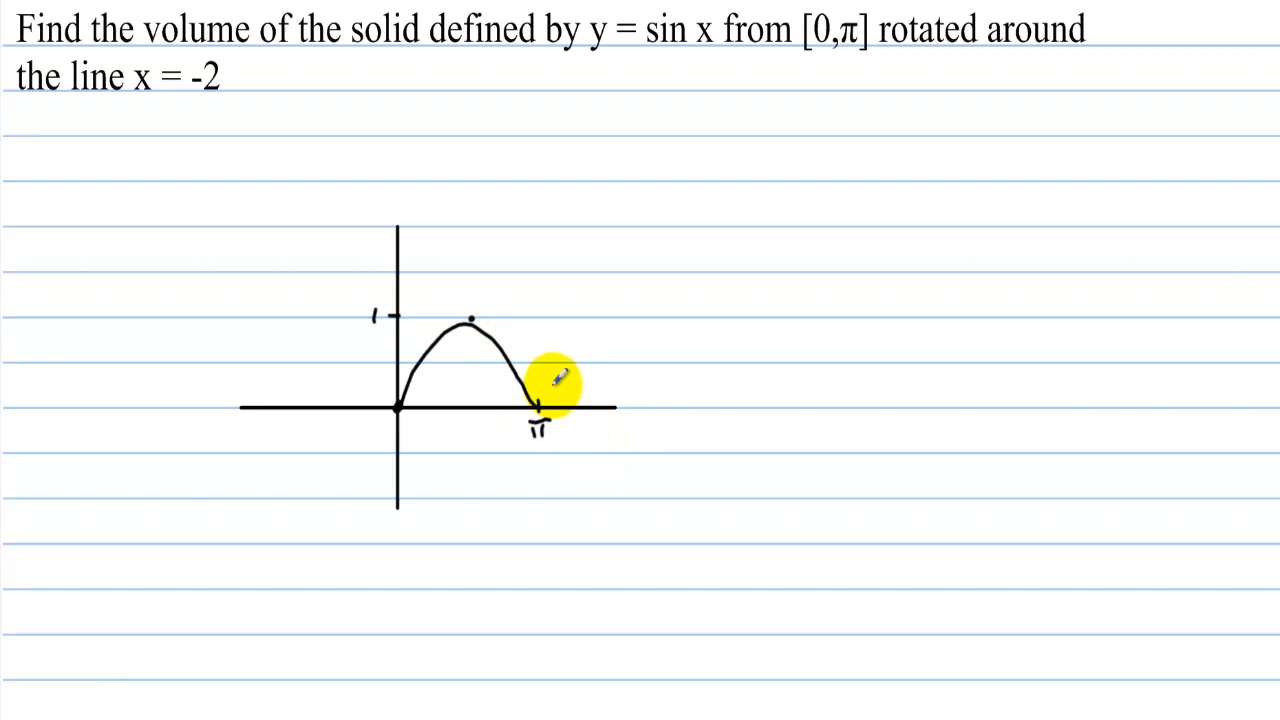 Find the volume of the solid defined by y = sin x from [0,π] rotated around
the line x = -2
1
π